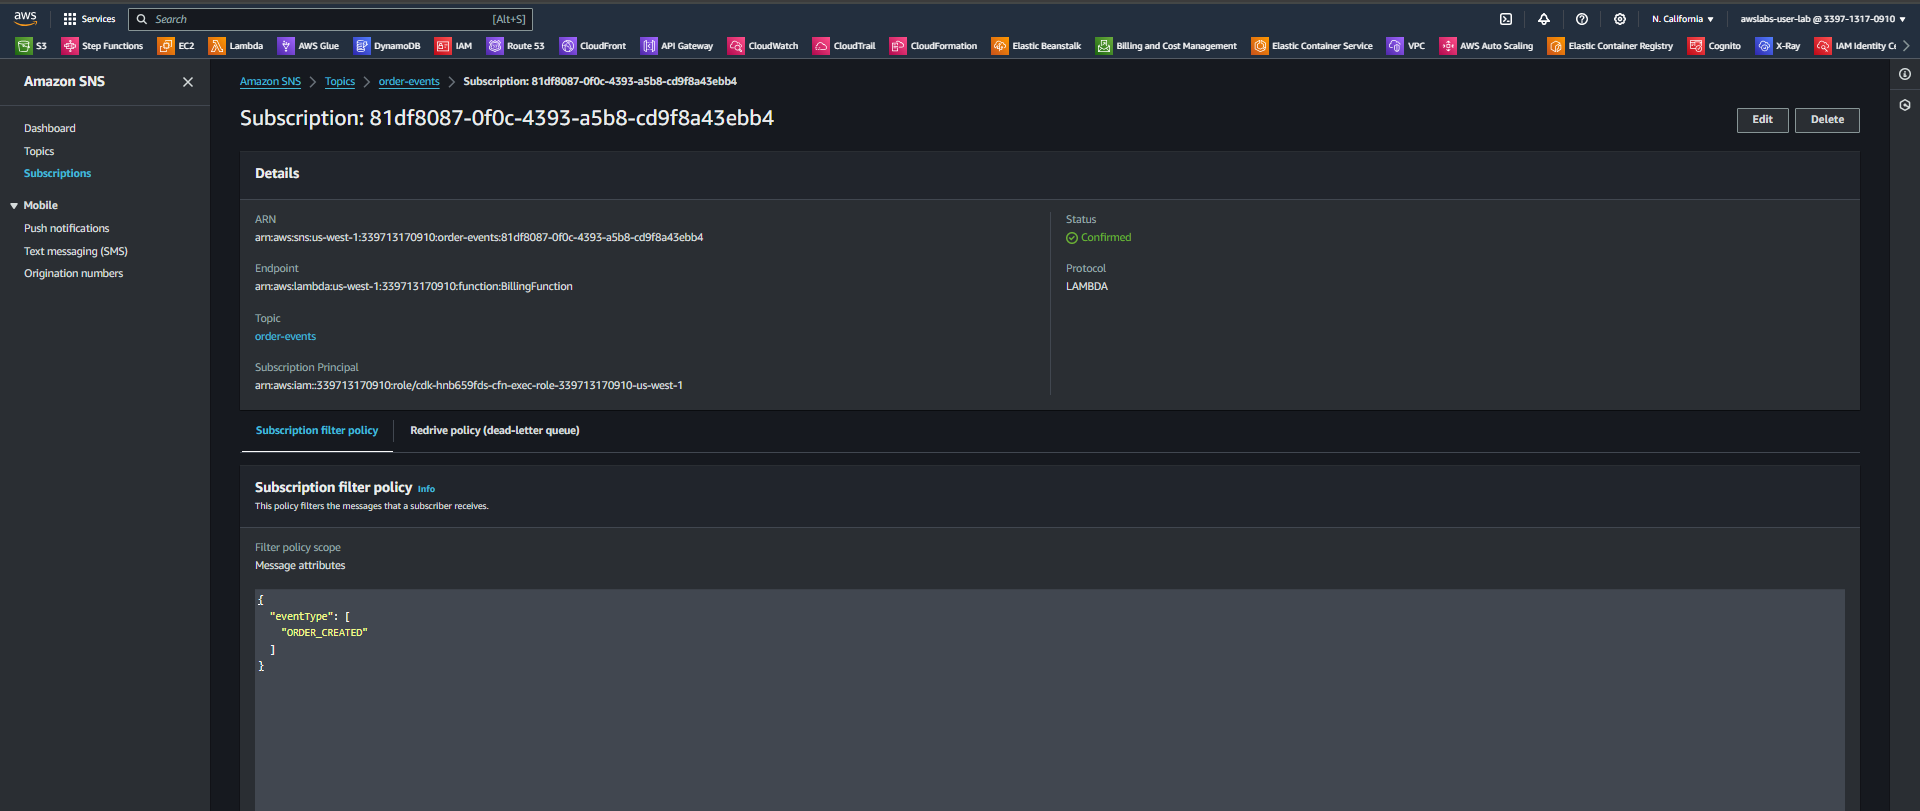 aws
Services
Search
[Alt+S]
N. California
awslabs-user-lab @ 3397-1317-0910
S3
Step Functions
EC2
Lambda
AWS Glue
DynamoDB
IAM
Route 53
CloudFront
API Gateway
CloudWatch
CloudTrail
CloudFormation
Elastic Beanstalk
Billing and Cost Management
Elastic Container Service
VPC
AWS Auto Scaling
Elastic Container Registry
Cognito
X-Ray
IAM Identity Ce
Amazon SNS
Dashboard
Topics
Subscriptions
Mobile
Push notifications
Text messaging (SMS)
Origination numbers
Amazon SNS
Topics
order-events
Subscription: 81df8087-0f0c-4393-a5b8-cd9f8a43ebb4
Subscription: 81df8087-0f0c-4393-a5b8-cd9f8a43ebb4
Edit
Delete
Details
ARN
arn:aws:sns:us-west-1:339713170910:order-events:81df8087-0f0c-4393-a5b8-cd9f8a43ebb4
Endpoint
arn:aws:lambda:us-west-1:339713170910:function:BillingFunction
Topic
order-events
Subscription Principal
arn:aws:iam::339713170910:role/cdk-hnb659fds-cfn-exec-role-339713170910-us-west-1
Status
Confirmed
Protocol
LAMBDA
Subscription filter policy
Redrive policy (dead-letter queue)
Subscription filter policy Info
This policy filters the messages that a subscriber receives.
Filter policy scope
Message attributes
{
"eventType": [
"ORDER_CREATED"
]
}